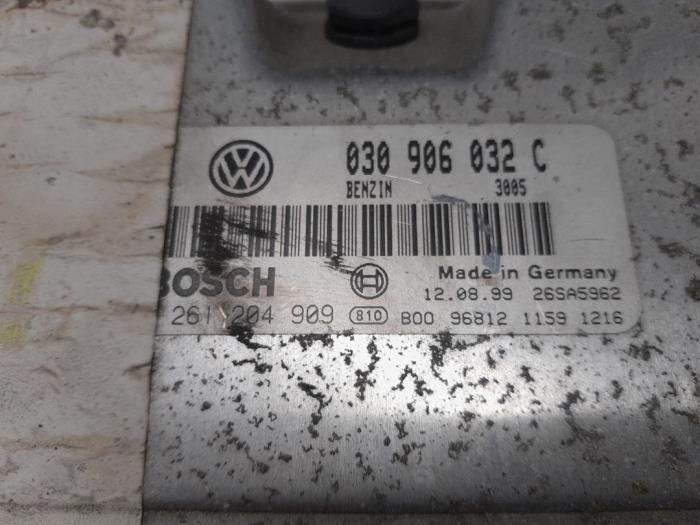 030 906 032 C
BENZIN 3005
BOSCH Made in Germany
12.08.99 26SA5962
261 204 909 810 B00 96812 1159 1216